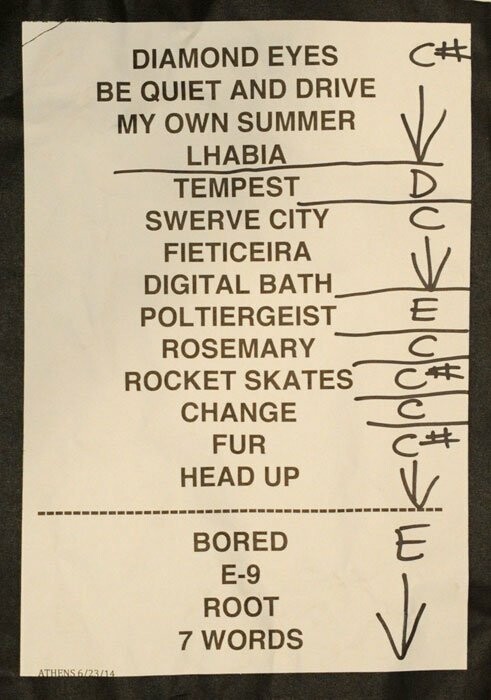 DIAMOND EYES C#
BE QUIET AND DRIVE
MY OWN SUMMER
LHABIA
TEMPEST D
SWERVE CITY C
FIETICEIRA
DIGITAL BATH
POLTIERGEIST E
ROSEMARY C
ROCKET SKATES C#
CHANGE C
FUR C#
HEAD UP
BORED E
E-9
ROOT
7 WORDS
ATHENS 6/23/14